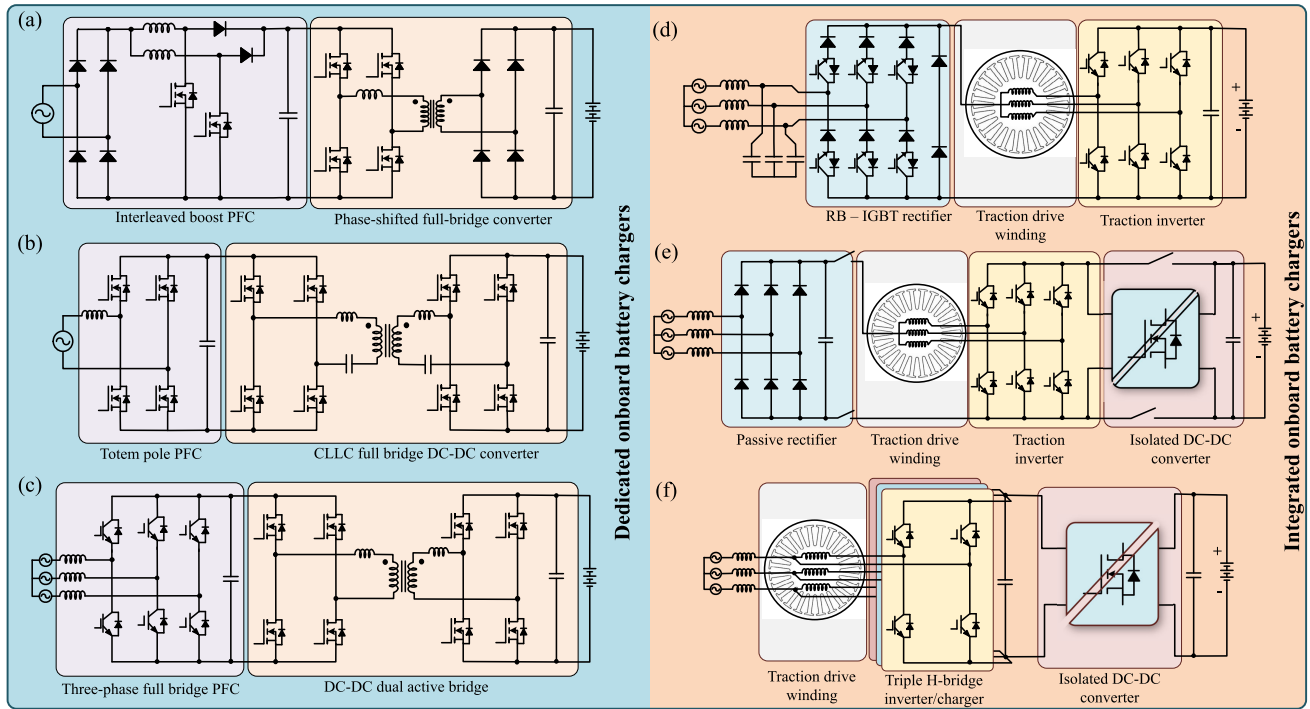 (a)
Interleaved boost PFC
Phase-shifted full-bridge converter
(b)
Totem pole PFC
CLLC full bridge DC-DC converter
(c)
Three-phase full bridge PFC
DC-DC dual active bridge
Dedicated onboard battery chargers
(d)
+
-
RB – IGBT rectifier
Traction drive
winding
Traction inverter
(e)
+
-
Passive rectifier
Traction drive
winding
Traction
inverter
Isolated DC-DC
converter
(f)
+
-
Traction drive
winding
Triple H-bridge
inverter/charger
Isolated DC-DC
converter
Integrated onboard battery chargers